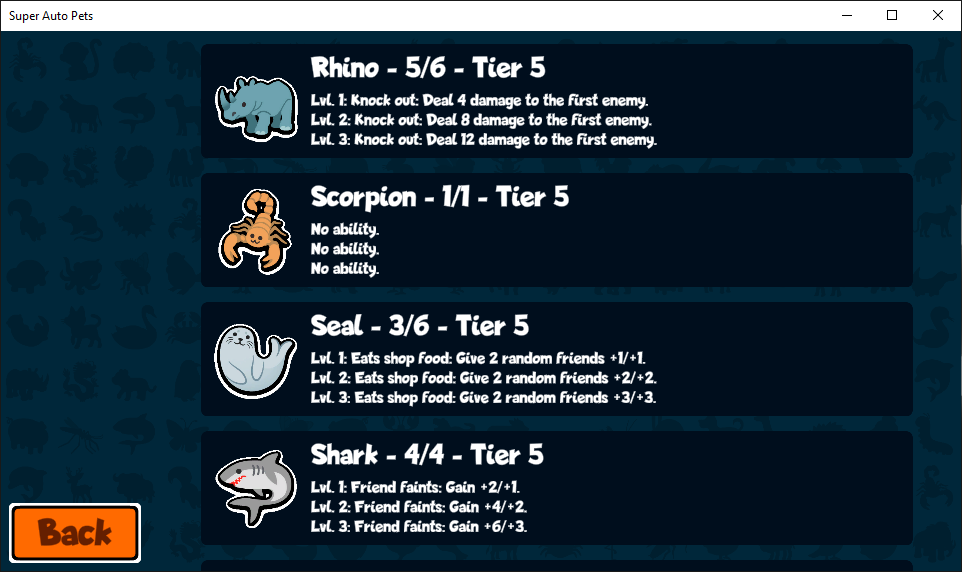 Super Auto Pets
Rhino - 5/6 - Tier 5
Lvl. 1: Knock out: Deal 4 damage to the first enemy.
Lvl. 2: Knock out: Deal 8 damage to the first enemy.
Lvl. 3: Knock out: Deal 12 damage to the first enemy.
Scorpion - 1/1 - Tier 5
No ability.
No ability.
No ability.
Seal - 3/6 - Tier 5
Lvl. 1: Eats shop food: Give 2 random friends +1/+1.
Lvl. 2: Eats shop food: Give 2 random friends +2/+2.
Lvl. 3: Eats shop food: Give 2 random friends +3/+3.
Shark - 4/4 - Tier 5
Lvl. 1: Friend faints: Gain +2/+1.
Lvl. 2: Friend faints: Gain +4/+2.
Lvl. 3: Friend faints: Gain +6/+3.
Back